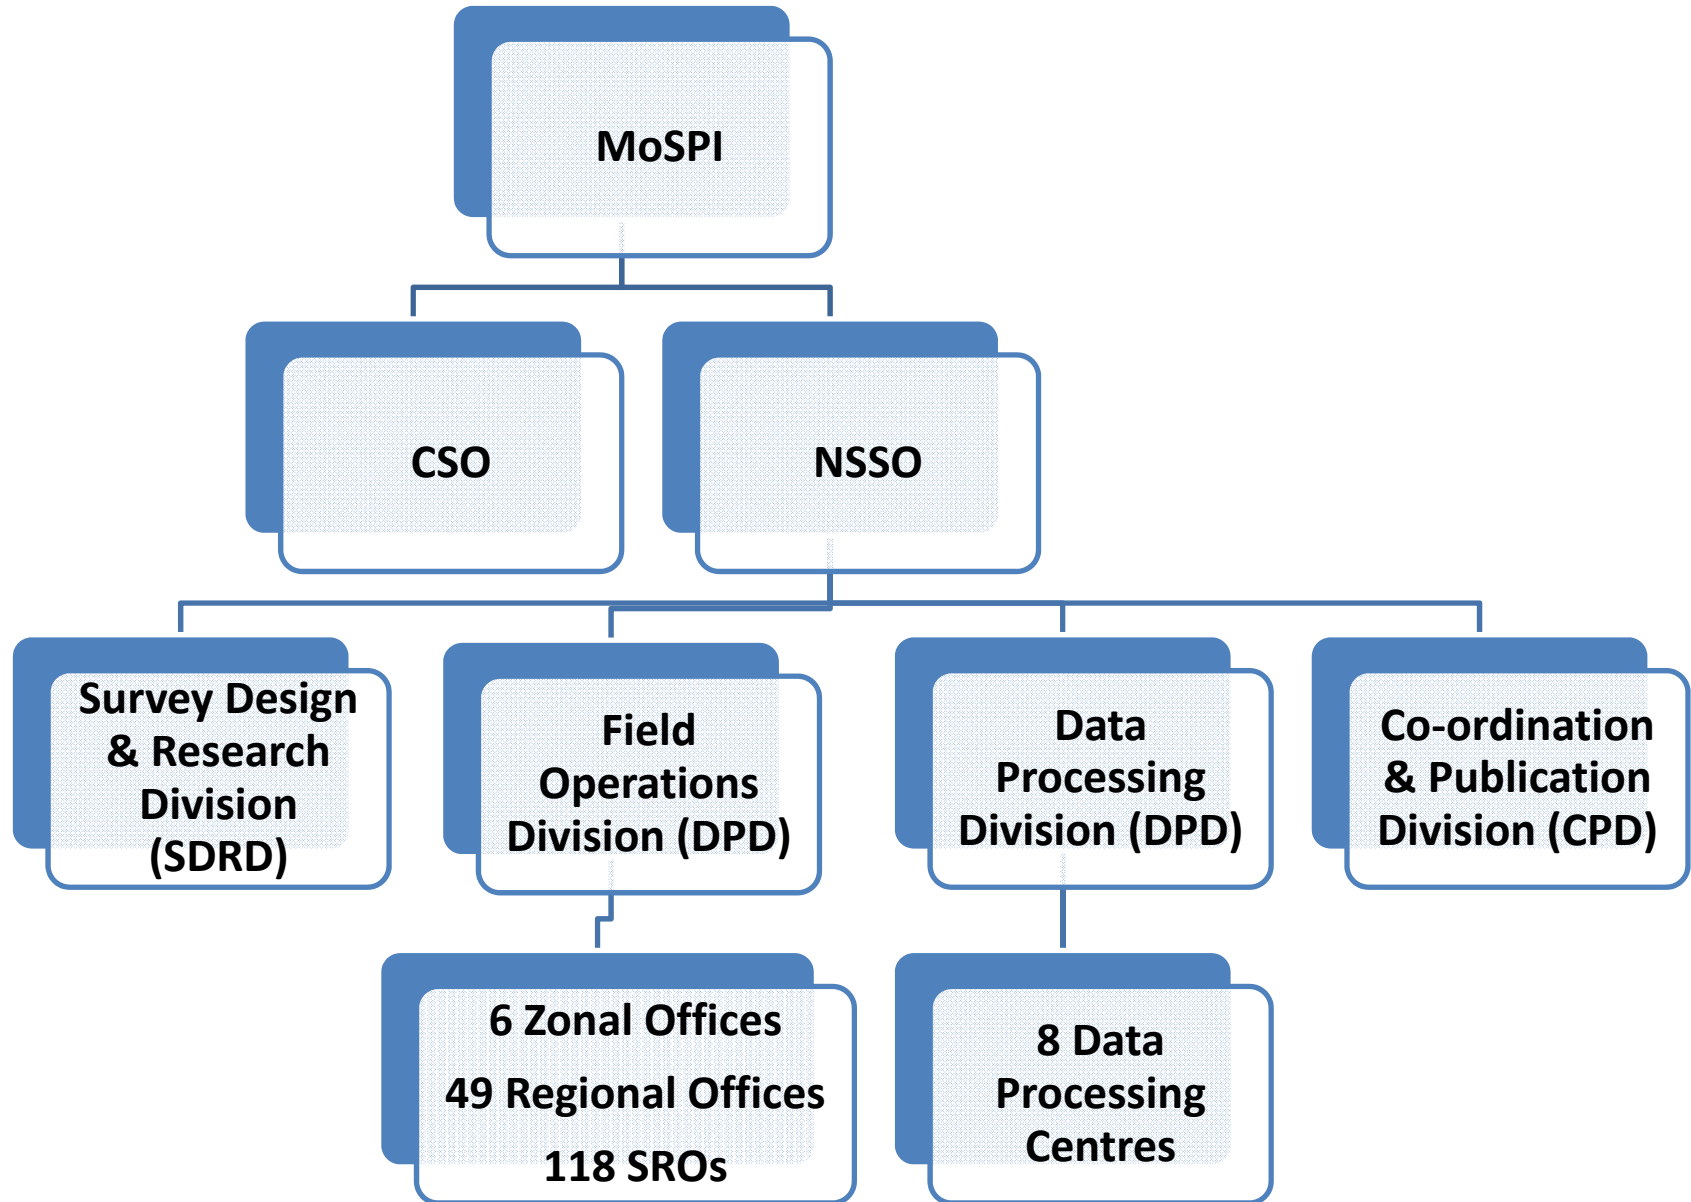 MoSPI
CSO
NSSO
Survey Design
& Research
Division
(SDRD)
Field
Operations
Division (DPD)
Data
Processing
Division (DPD)
Co-ordination
& Publication
Division (CPD)
6 Zonal Offices
49 Regional Offices
118 SROs
8 Data
Processing
Centres